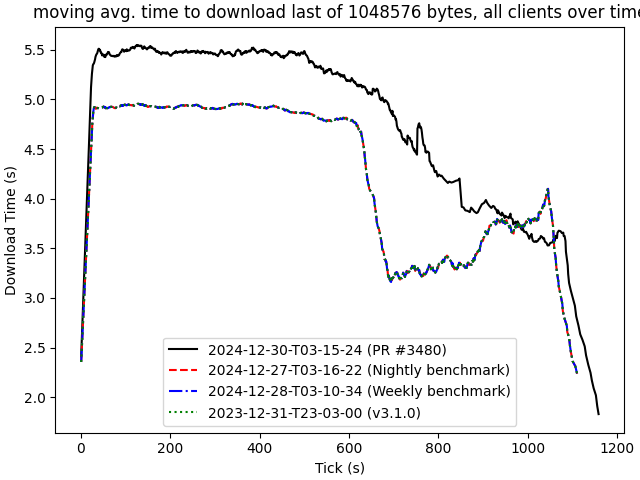 moving avg. time to download last of 1048576 bytes, all clients over time
Download Time (s)
5.5
5.0
4.5
4.0
3.5
3.0
2.5
2.0
2024-12-30-T03-15-24 (PR #3480)
2024-12-27-T03-16-22 (Nightly benchmark)
2024-12-28-T03-10-34 (Weekly benchmark)
2023-12-31-T23-03-00 (v3.1.0)
0 200 400 600 800 1000 1200
Tick (s)